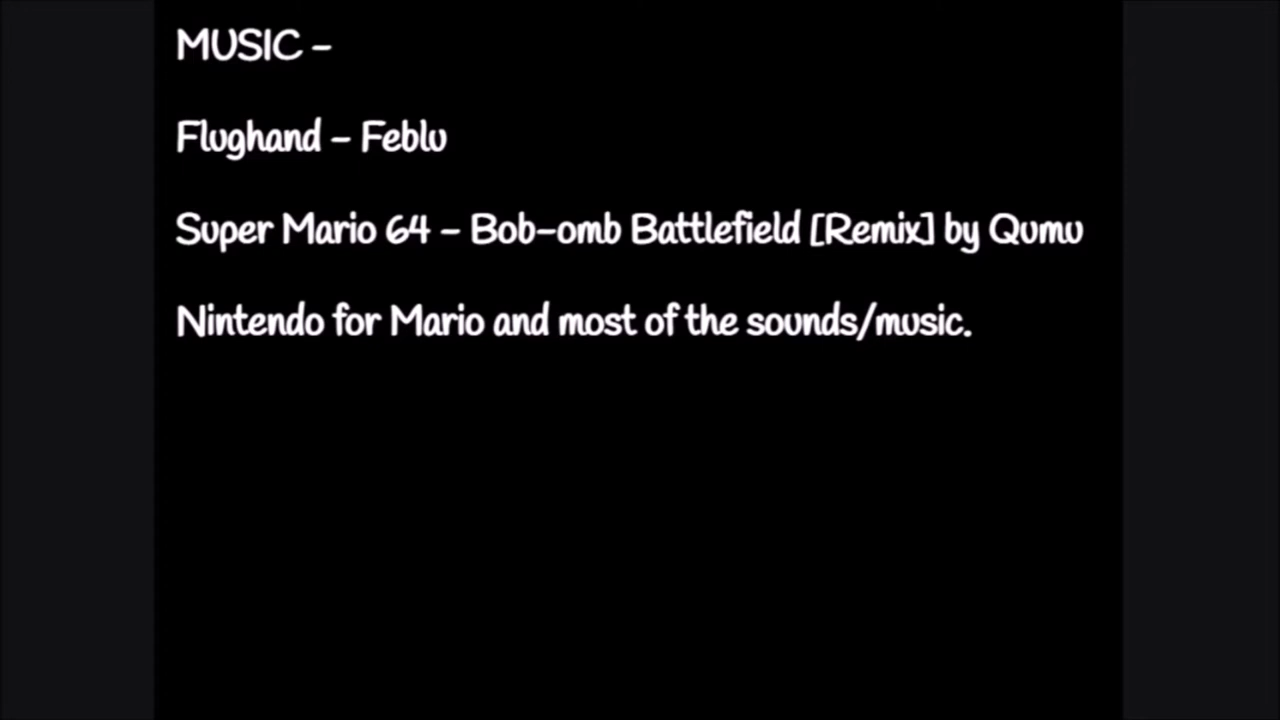 MUSIC -
Flughand - Feblu
Super Mario 64 - Bob-omb Battlefield [Remix] by Qumu
Nintendo for Mario and most of the sounds/music.